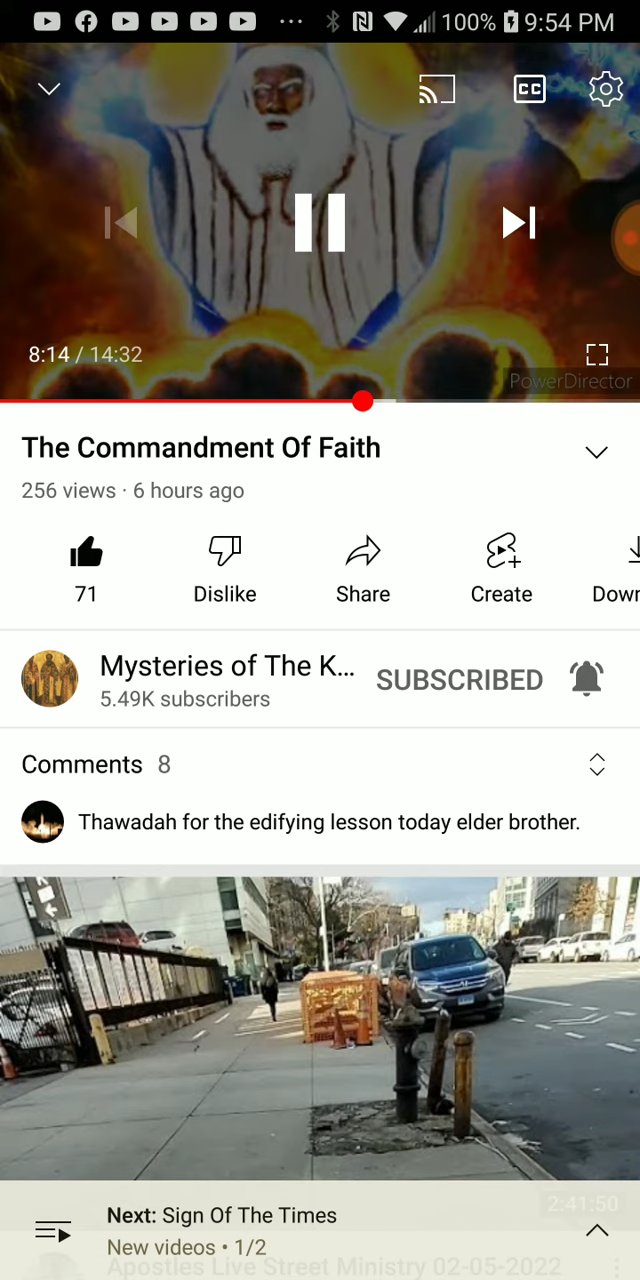 100% 9:54 PM
CC
8:14 / 14:32
PowerDirector
The Commandment Of Faith
256 views · 6 hours ago
71 Dislike Share Create Down
Mysteries of The K... SUBSCRIBED
5.49K subscribers
Comments 8
Thawadah for the edifying lesson today elder brother.
2:41:50
Next: Sign Of The Times
New videos • 1/2
Apostles Live Street Ministry 02-05-2022